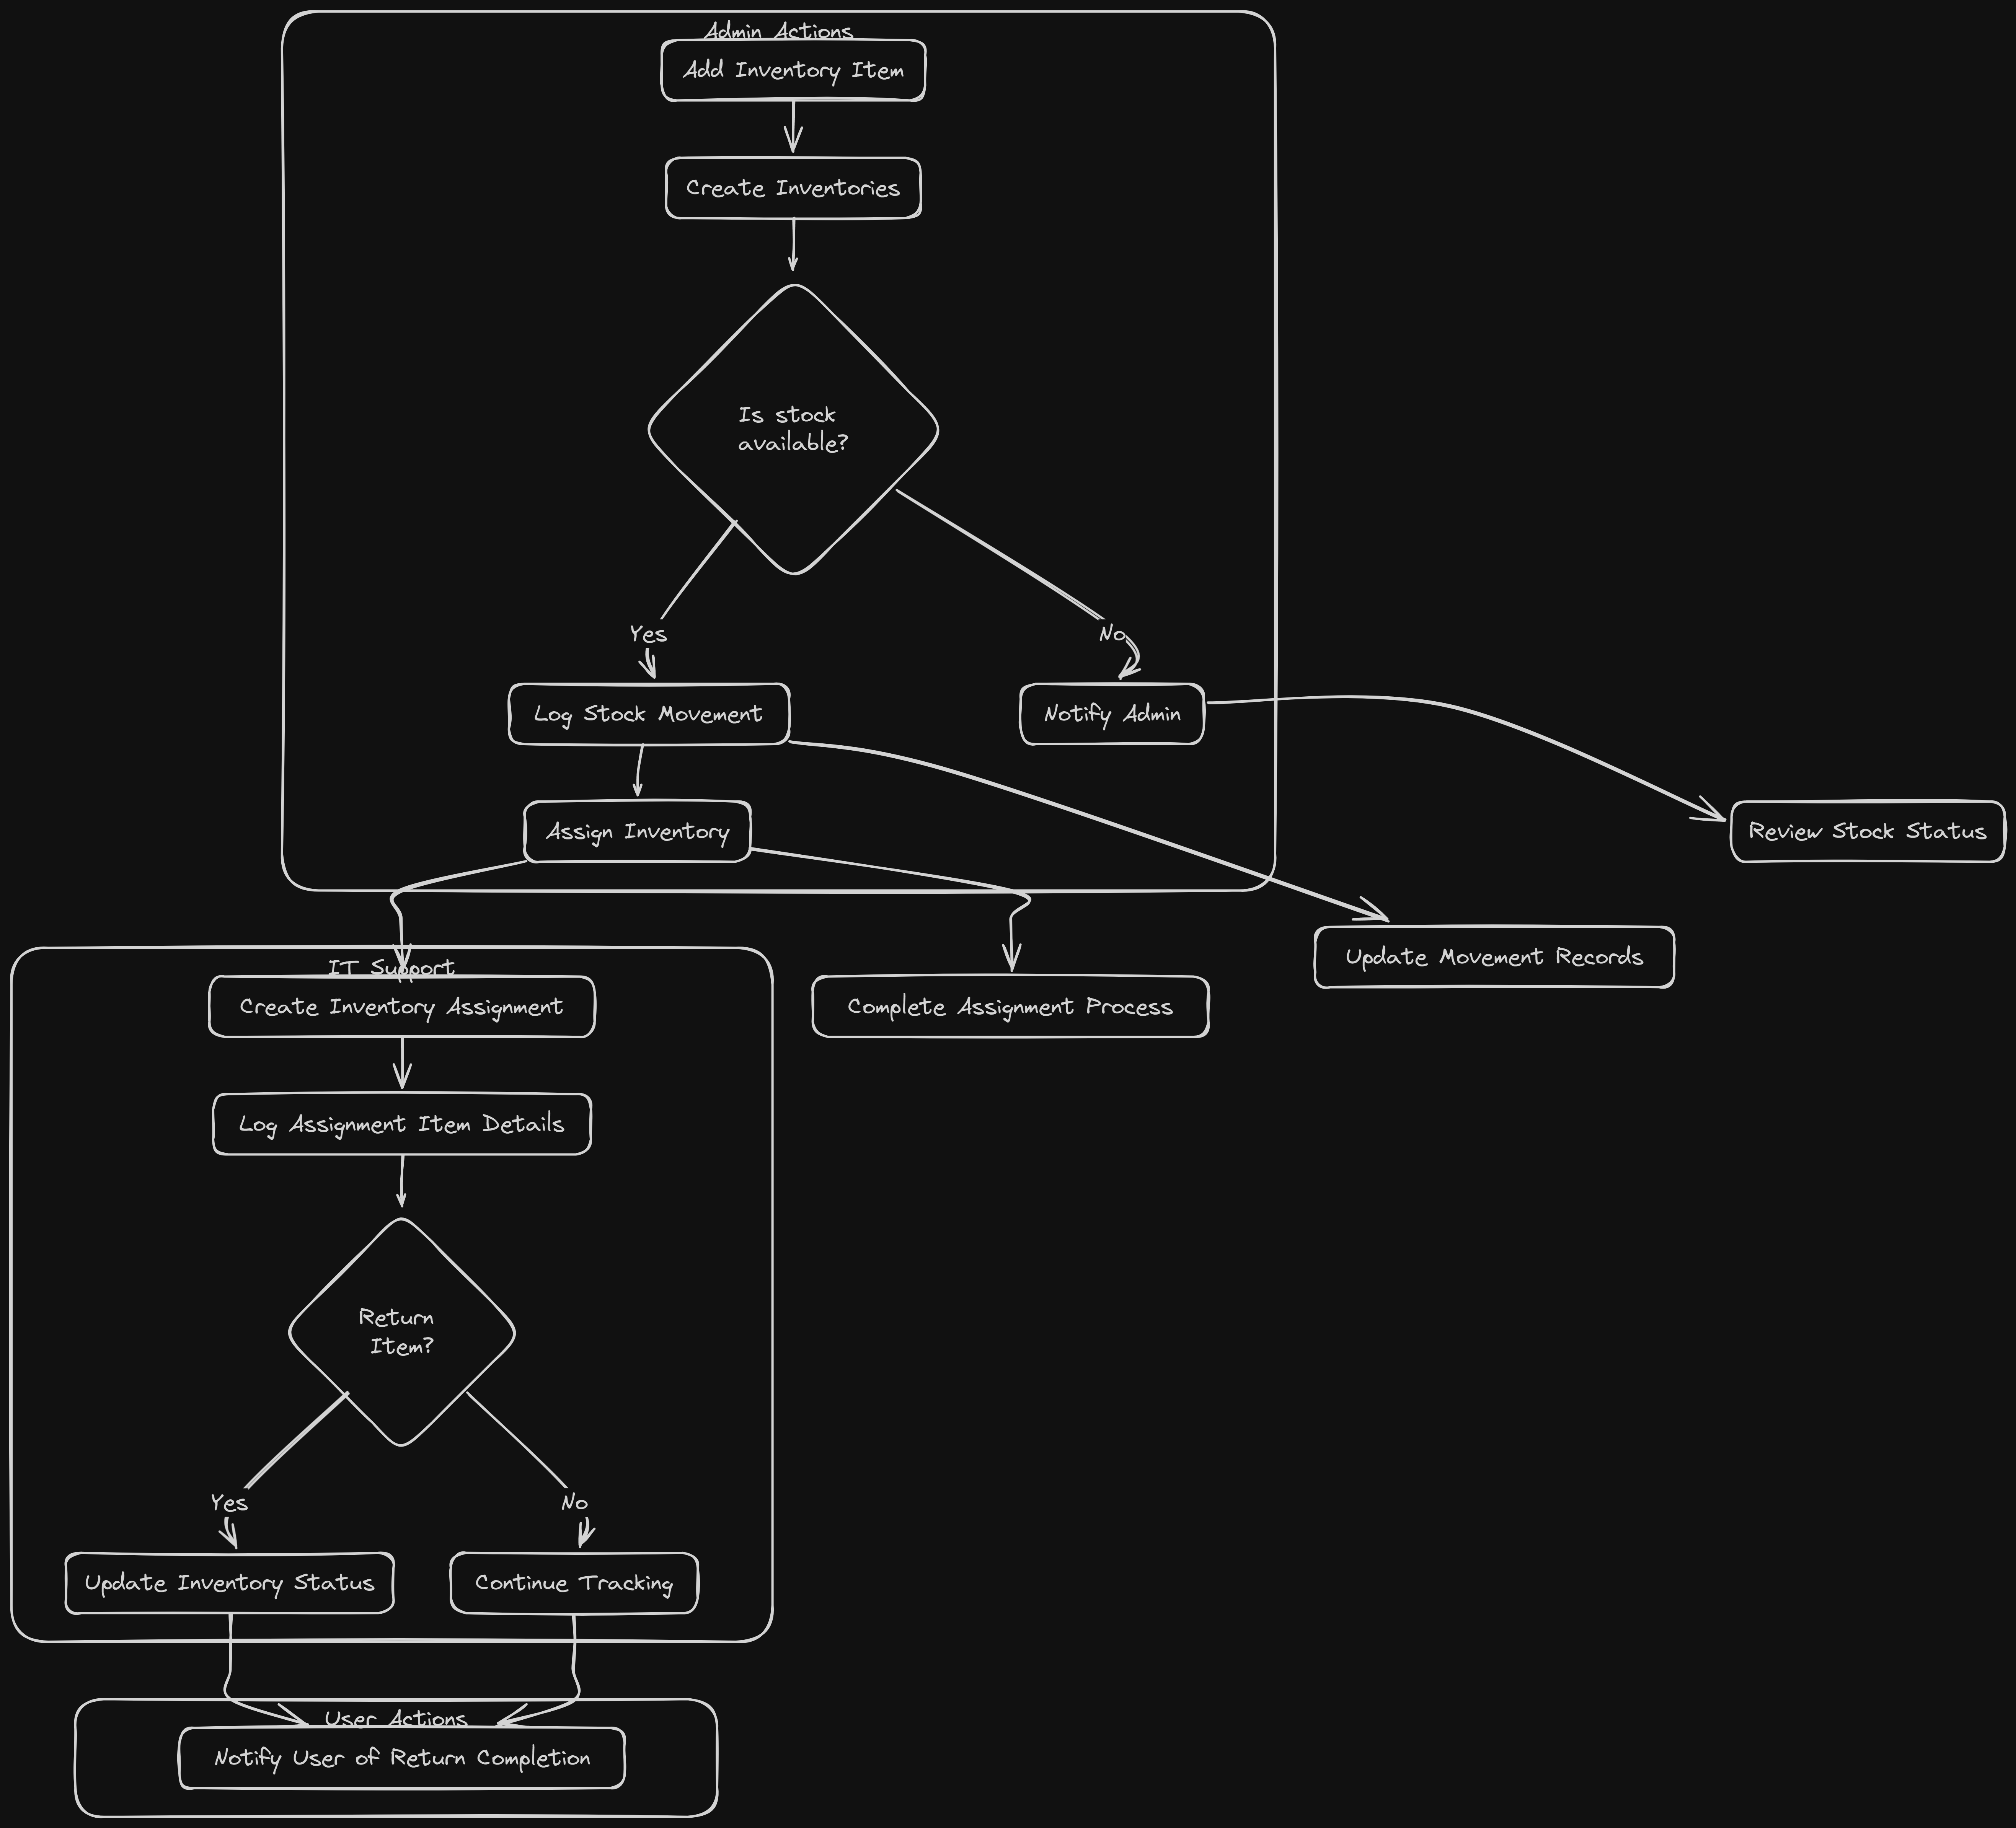 Admin Actions
Add Inventory Item
Create Inventories
Is stock
available?
Yes
No
Log Stock Movement
Notify Admin
Assign Inventory
Review Stock Status
Update Movement Records
IT Support
Create Inventory Assignment
Complete Assignment Process
Log Assignment Item Details
Return
Item?
Yes
No
Update Inventory Status
Continue Tracking
User Actions
Notify User of Return Completion